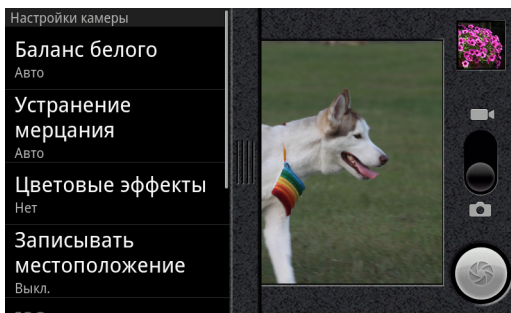 Настройки камеры
Баланс белого
Авто
Устранение
мерцания
Авто
Цветовые эффекты
Нет
Записывать
местоположение
Выкл.